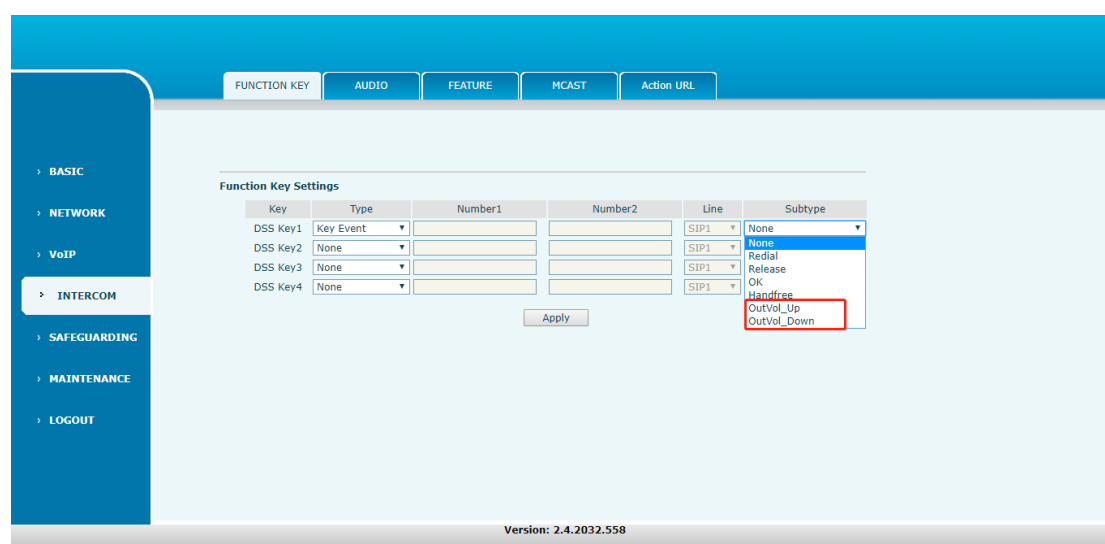 FUNCTION KEY AUDIO FEATURE MCAST Action URL
› BASIC
› NETWORK
› VoIP
INTERCOM
› SAFEGUARDING
› MAINTENANCE
› LOGOUT
Function Key Settings
Key Type Number1 Number2 Line Subtype
DSS Key1 Key Event SIP1 None
DSS Key2 None SIP1
DSS Key3 None SIP1
DSS Key4 None SIP1
None
Redial
Release
OK
Handfree
OutVol_Up
OutVol_Down
Apply
Version: 2.4.2032.558